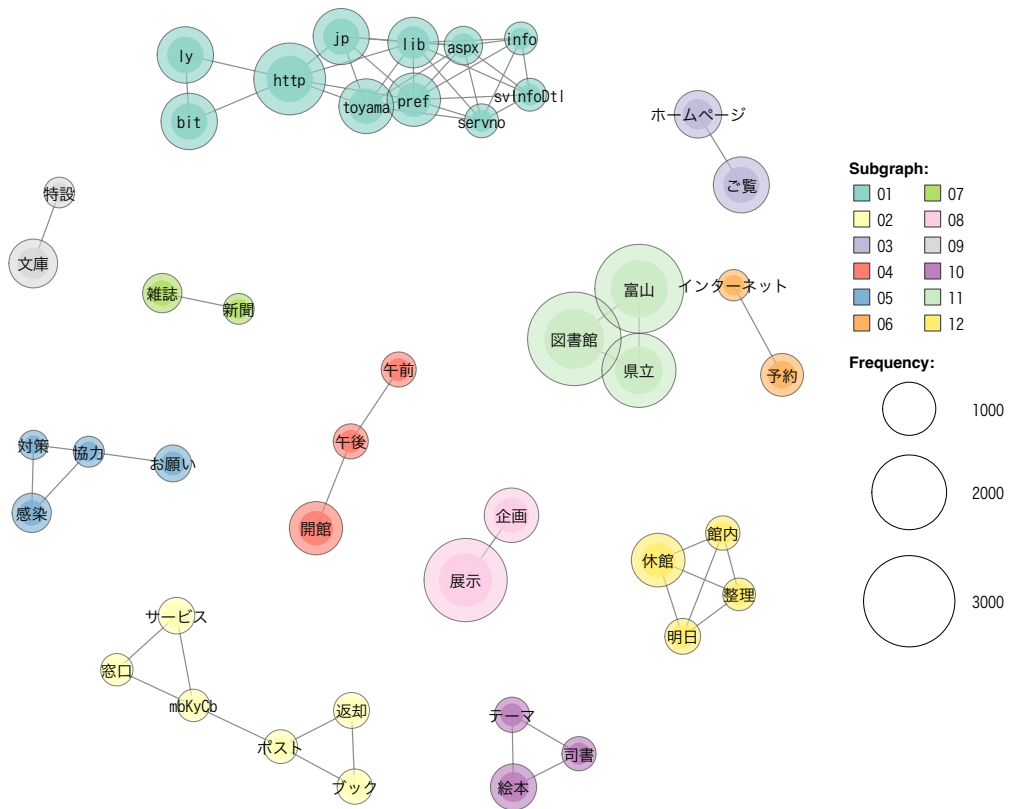 jp
lib
aspx
info
ly
http
svInfoDtl
bit
toyama
pref
servno
ホームページ
ご覧
特設
文庫
雑誌
新聞
富山
図書館
県立
インターネット
予約
午前
午後
開館
対策
協力
お願い
感染
企画
展示
館内
休館
整理
明日
サービス
窓口
mbKyCb
返却
ポスト
ブック
テーマ
司書
絵本
Subgraph:
01 07
02 08
03 09
04 10
05 11
06 12
Frequency:
1000
2000
3000